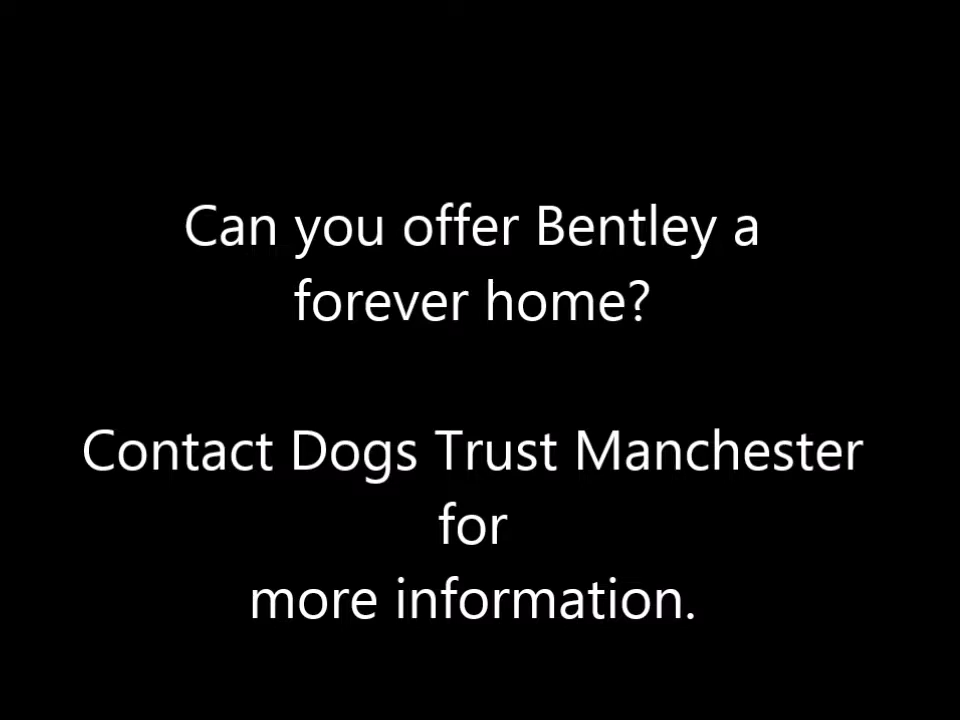 Can you offer Bentley a
forever home?
Contact Dogs Trust Manchester
for
more information.